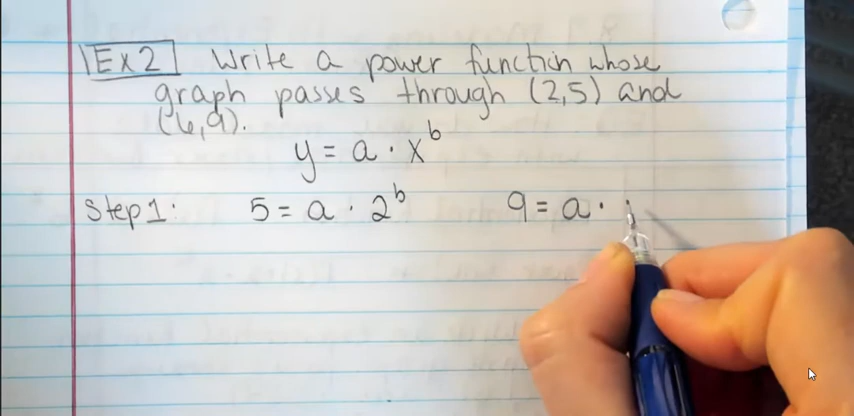 Ex2 Write a power function whose
graph passes through (2,5) and
(6,9).
y = a · x^b
Step 1: 5 = a · 2^b 9 = a ·